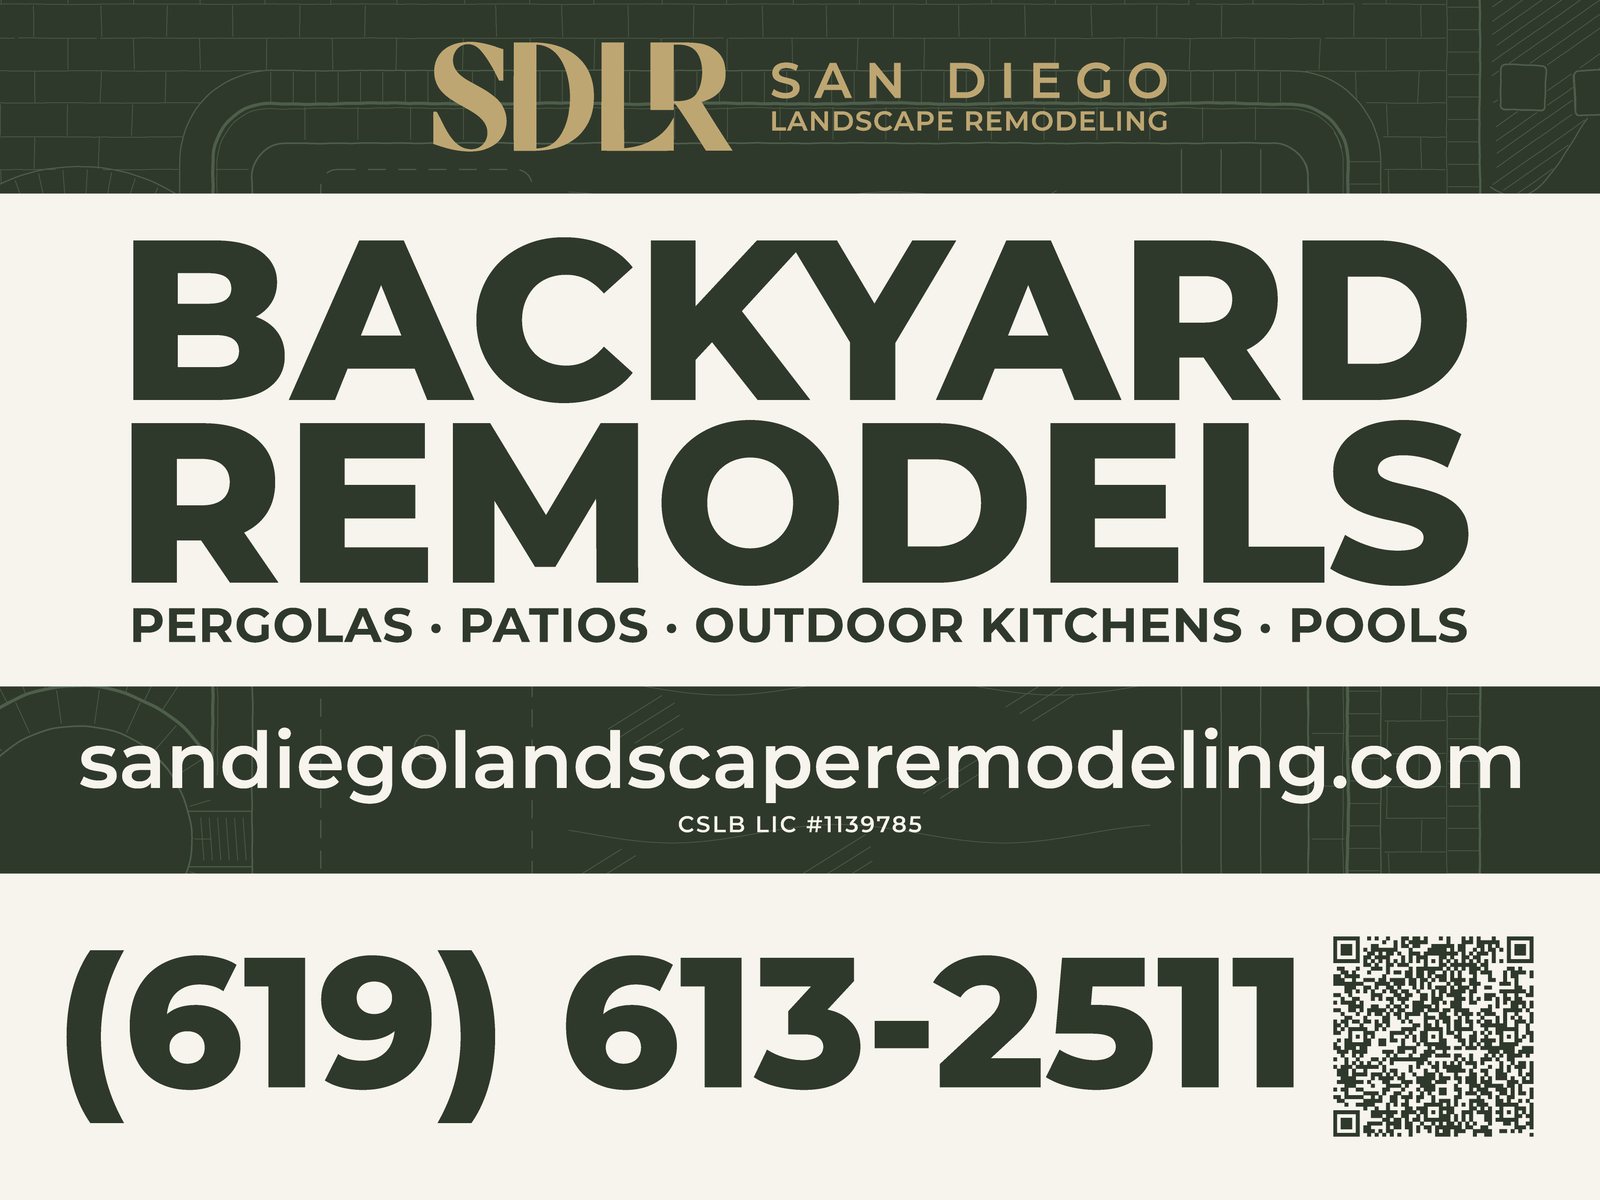 SDLR
SAN DIEGO
LANDSCAPE REMODELING
BACKYARD
REMODELS
PERGOLAS · PATIOS · OUTDOOR KITCHENS · POOLS
sandiegolandscaperemodeling.com
CSLB LIC #1139785
(619) 613-2511